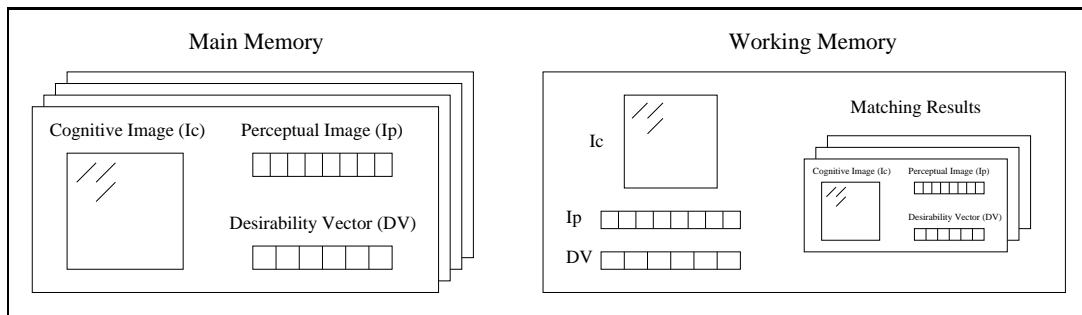 Main Memory
Cognitive Image (Ic)
Perceptual Image (Ip)
Desirability Vector (DV)
Working Memory
Ic
Ip
DV
Matching Results
Cognitive Image (Ic)
Perceptual Image (Ip)
Desirability Vector (DV)